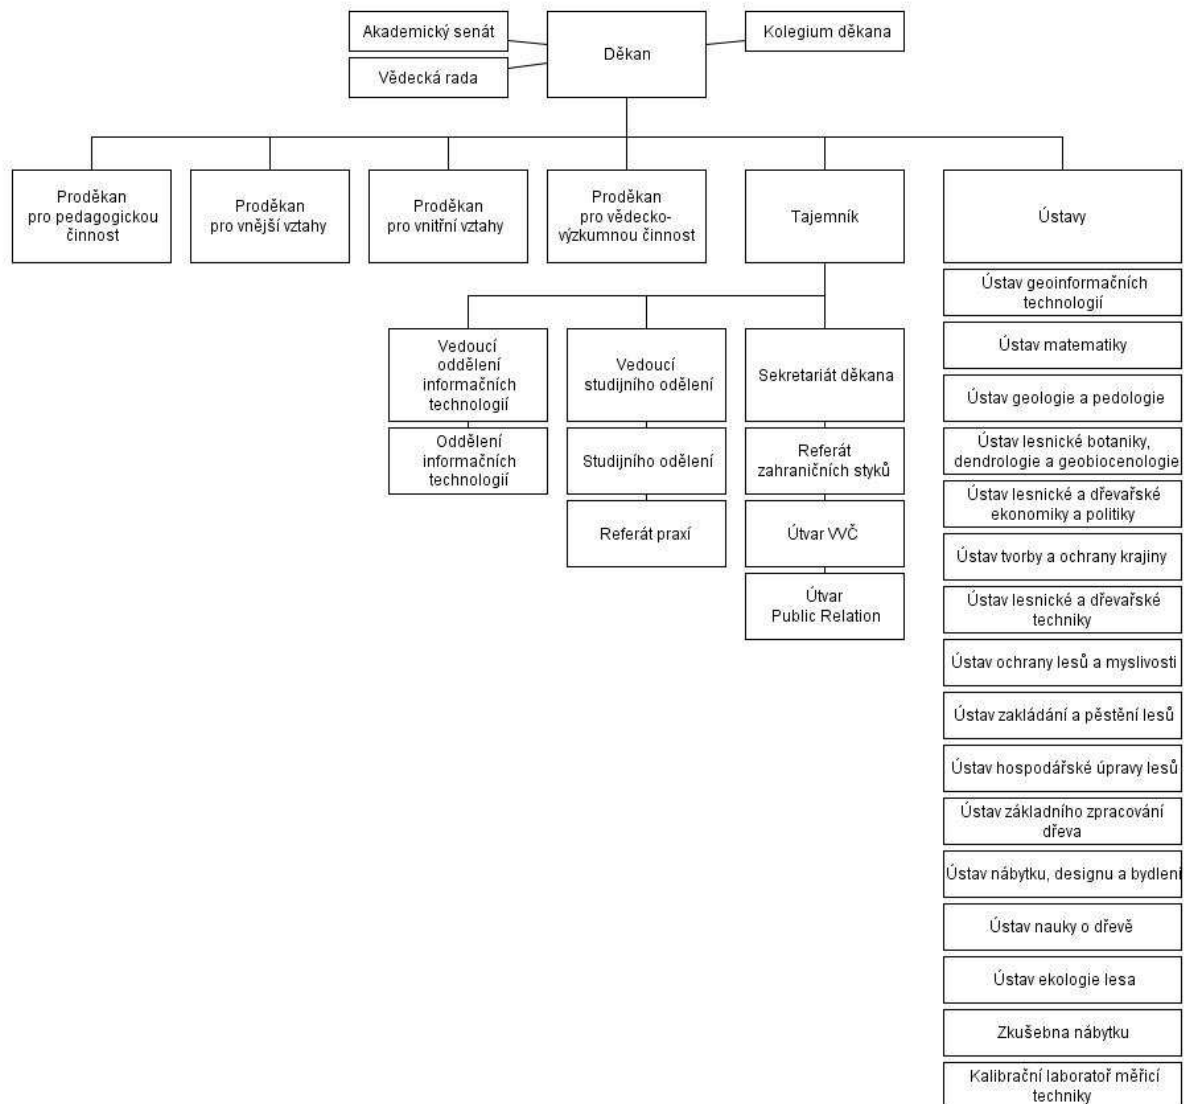 Akademický senát
Vědecká rada
Děkan
Kolegium děkana
Proděkan
pro pedagogickou
činnost
Proděkan
pro vnější vztahy
Proděkan
pro vnitřní vztahy
Proděkan
pro vědecko-
výzkumnou činnost
Tajemník
Ústavy
Vedoucí
oddělení
informačních
technologií
Oddělení
informačních
technologií
Vedoucí
studijního odělení
Studijního odělení
Referát praxí
Sekretariát děkana
Referát
zahraničních styků
Útvar VVČ
Útvar
Public Relation
Ústav geoinformačních
technologií
Ústav matematiky
Ústav geologie a pedologie
Ústav lesnické botaniky,
dendrologie a geobiocenologie
Ústav lesnické a dřevařské
ekonomiky a politiky
Ústav tvorby a ochrany krajiny
Ústav lesnické a dřevařské
techniky
Ústav ochrany lesů a myslivosti
Ústav zakládání a pěstění lesů
Ústav hospodářské úpravy lesů
Ústav základního zpracování
dřeva
Ústav nábytku, designu a bydlení
Ústav nauky o dřevě
Ústav ekologie lesa
Zkušebna nábytku
Kalibrační laboratoř měřicí
techniky